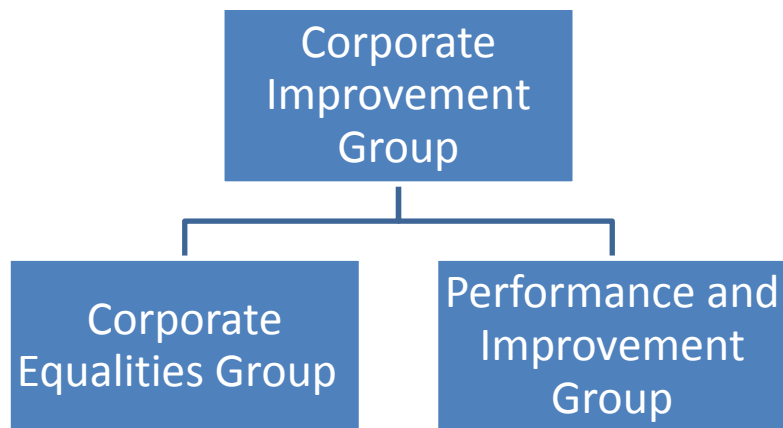 Corporate
Improvement
Group
Corporate
Equalities Group
Performance and
Improvement
Group